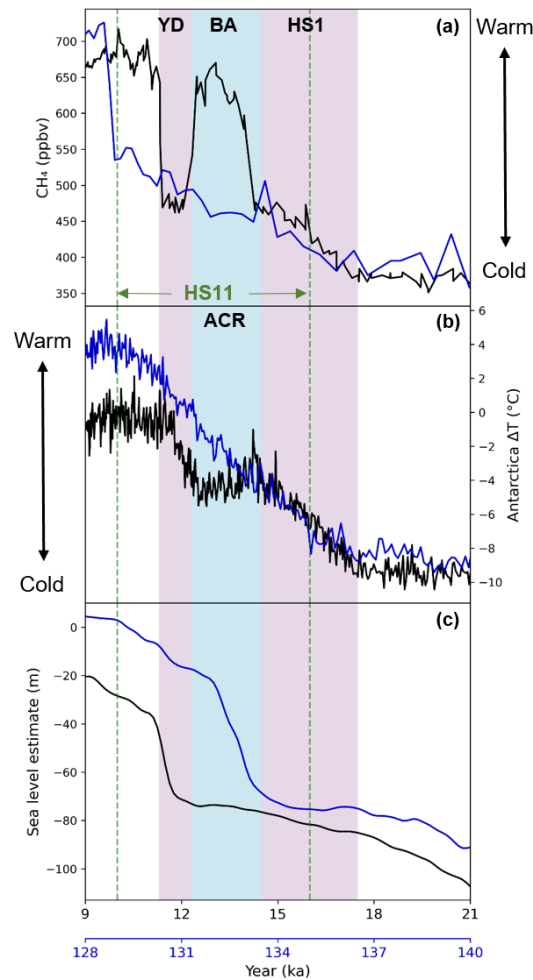 YD BA HS1 (a)
Warm
700
650
600
550
500
450
400
350
CH₄ (ppbv)
Cold
HS11
ACR (b)
Warm
6
4
2
0
−2
−4
−6
−8
−10
Antarctica ΔT (°C)
Cold
(c)
0
−20
−40
−60
−80
−100
Sea level estimate (m)
9 12 15 18 21
128 131 134 137 140
Year (ka)